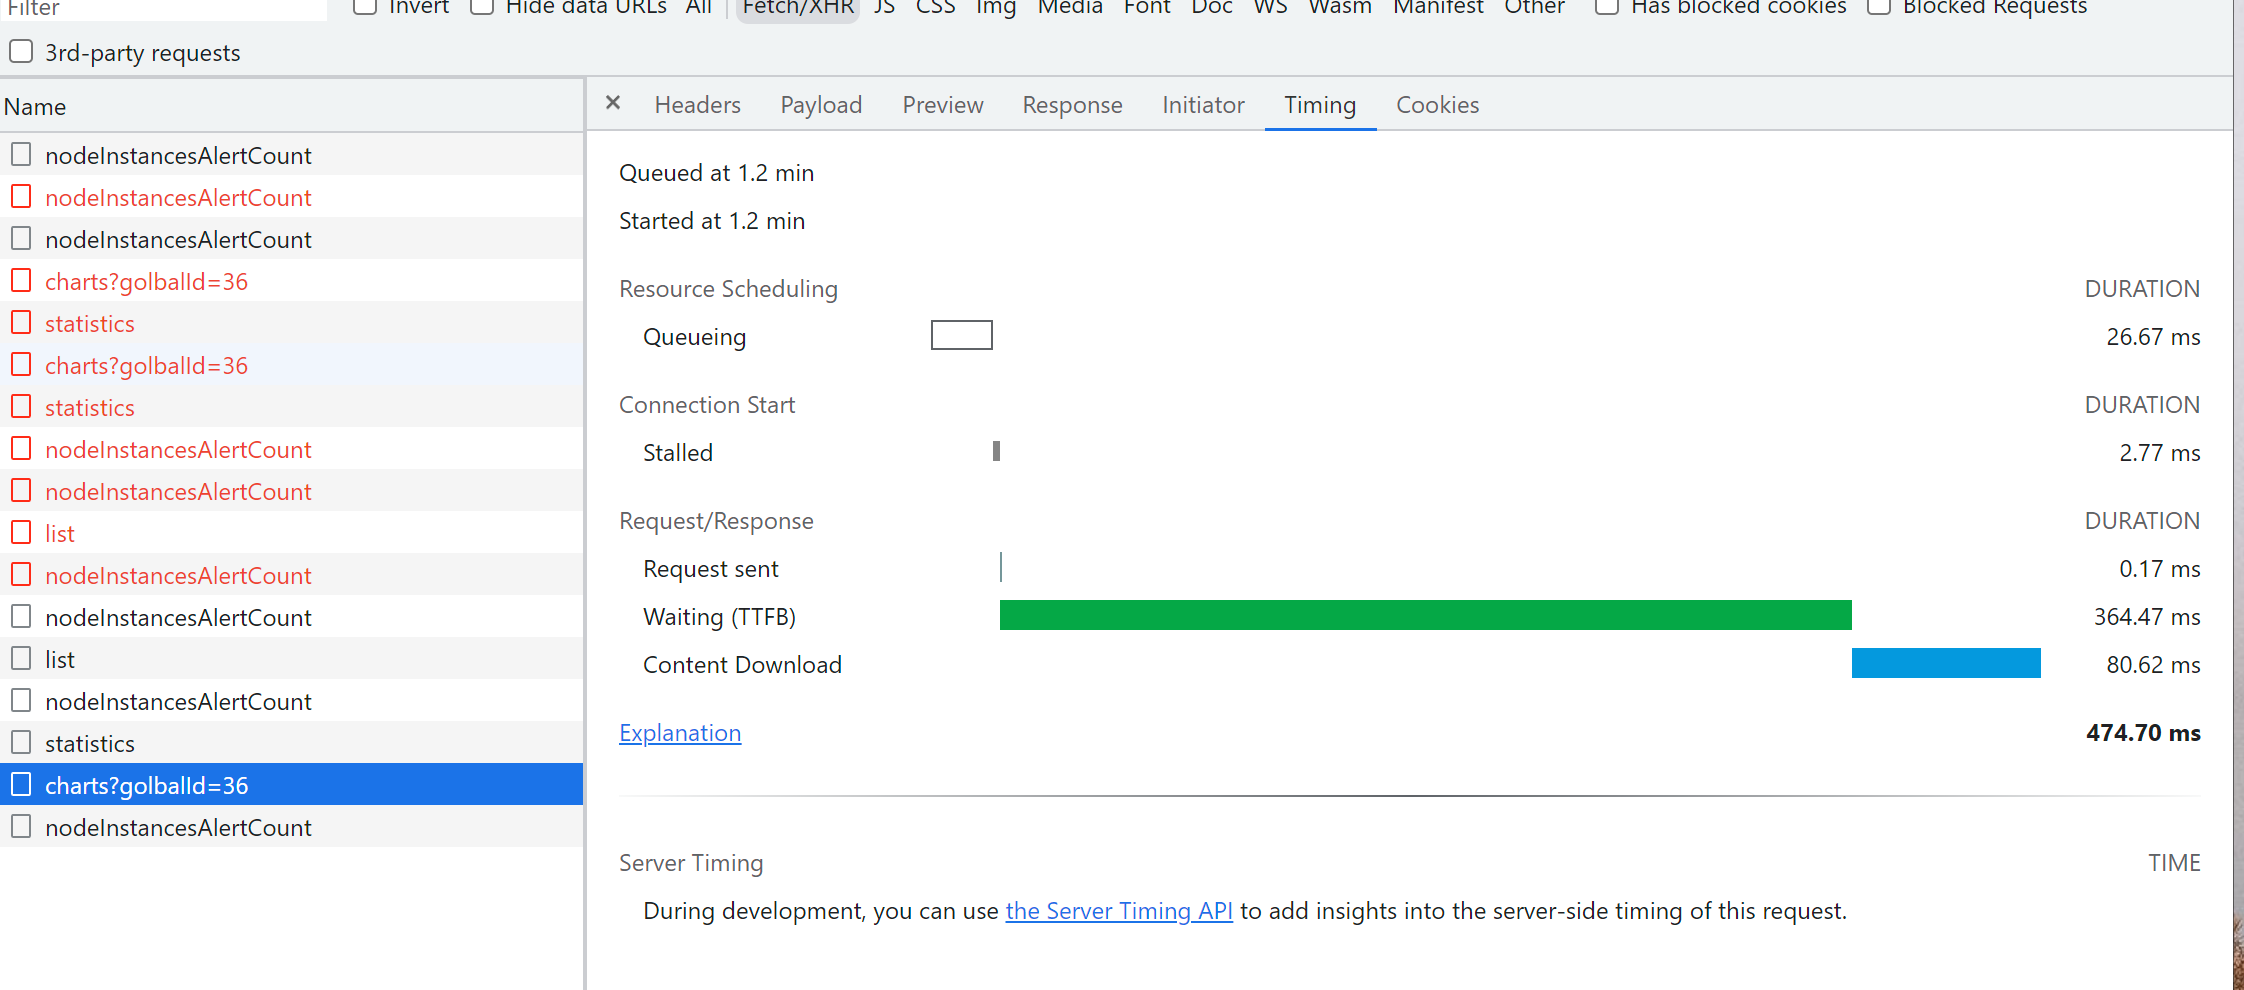 Filter Invert Hide data URLs All Fetch/XHR JS CSS Img Media Font Doc WS Wasm Manifest Other Has blocked cookies Blocked Requests
3rd-party requests
Name
nodeInstancesAlertCount
nodeInstancesAlertCount
nodeInstancesAlertCount
charts?golbalId=36
statistics
charts?golbalId=36
statistics
nodeInstancesAlertCount
nodeInstancesAlertCount
list
nodeInstancesAlertCount
nodeInstancesAlertCount
list
nodeInstancesAlertCount
statistics
charts?golbalId=36
nodeInstancesAlertCount
× Headers Payload Preview Response Initiator Timing Cookies
Queued at 1.2 min
Started at 1.2 min
Resource Scheduling DURATION
Queueing 26.67 ms
Connection Start DURATION
Stalled 2.77 ms
Request/Response DURATION
Request sent 0.17 ms
Waiting (TTFB) 364.47 ms
Content Download 80.62 ms
Explanation 474.70 ms
Server Timing TIME
During development, you can use the Server Timing API to add insights into the server-side timing of this request.